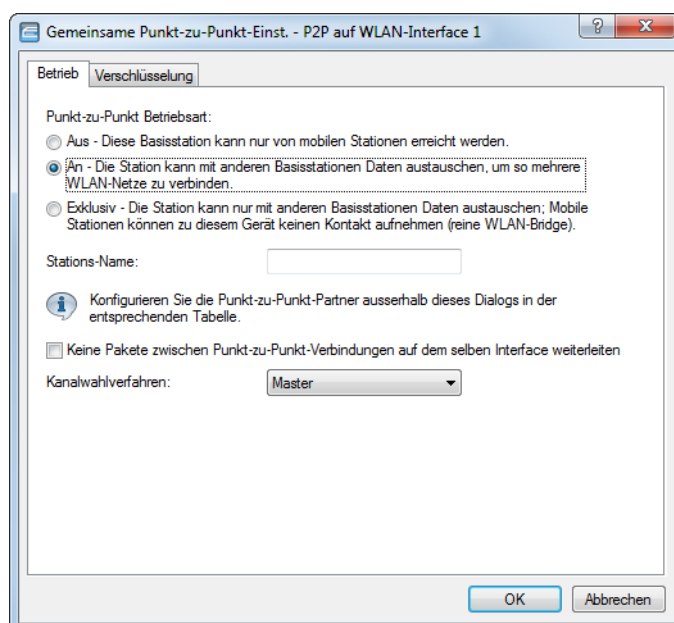 Gemeinsame Punkt-zu-Punkt-Einst. - P2P auf WLAN-Interface 1
Betrieb
Verschlüsselung
Punkt-zu-Punkt Betriebsart:
Aus - Diese Basisstation kann nur von mobilen Stationen erreicht werden.
An - Die Station kann mit anderen Basisstationen Daten austauschen, um so mehrere
WLAN-Netze zu verbinden.
Exklusiv - Die Station kann nur mit anderen Basisstationen Daten austauschen; Mobile
Stationen können zu diesem Gerät keinen Kontakt aufnehmen (reine WLAN-Bridge).
Stations-Name:
Konfigurieren Sie die Punkt-zu-Punkt-Partner ausserhalb dieses Dialogs in der
entsprechenden Tabelle.
Keine Pakete zwischen Punkt-zu-Punkt-Verbindungen auf dem selben Interface weiterleiten
Kanalwahlverfahren:
Master
OK
Abbrechen